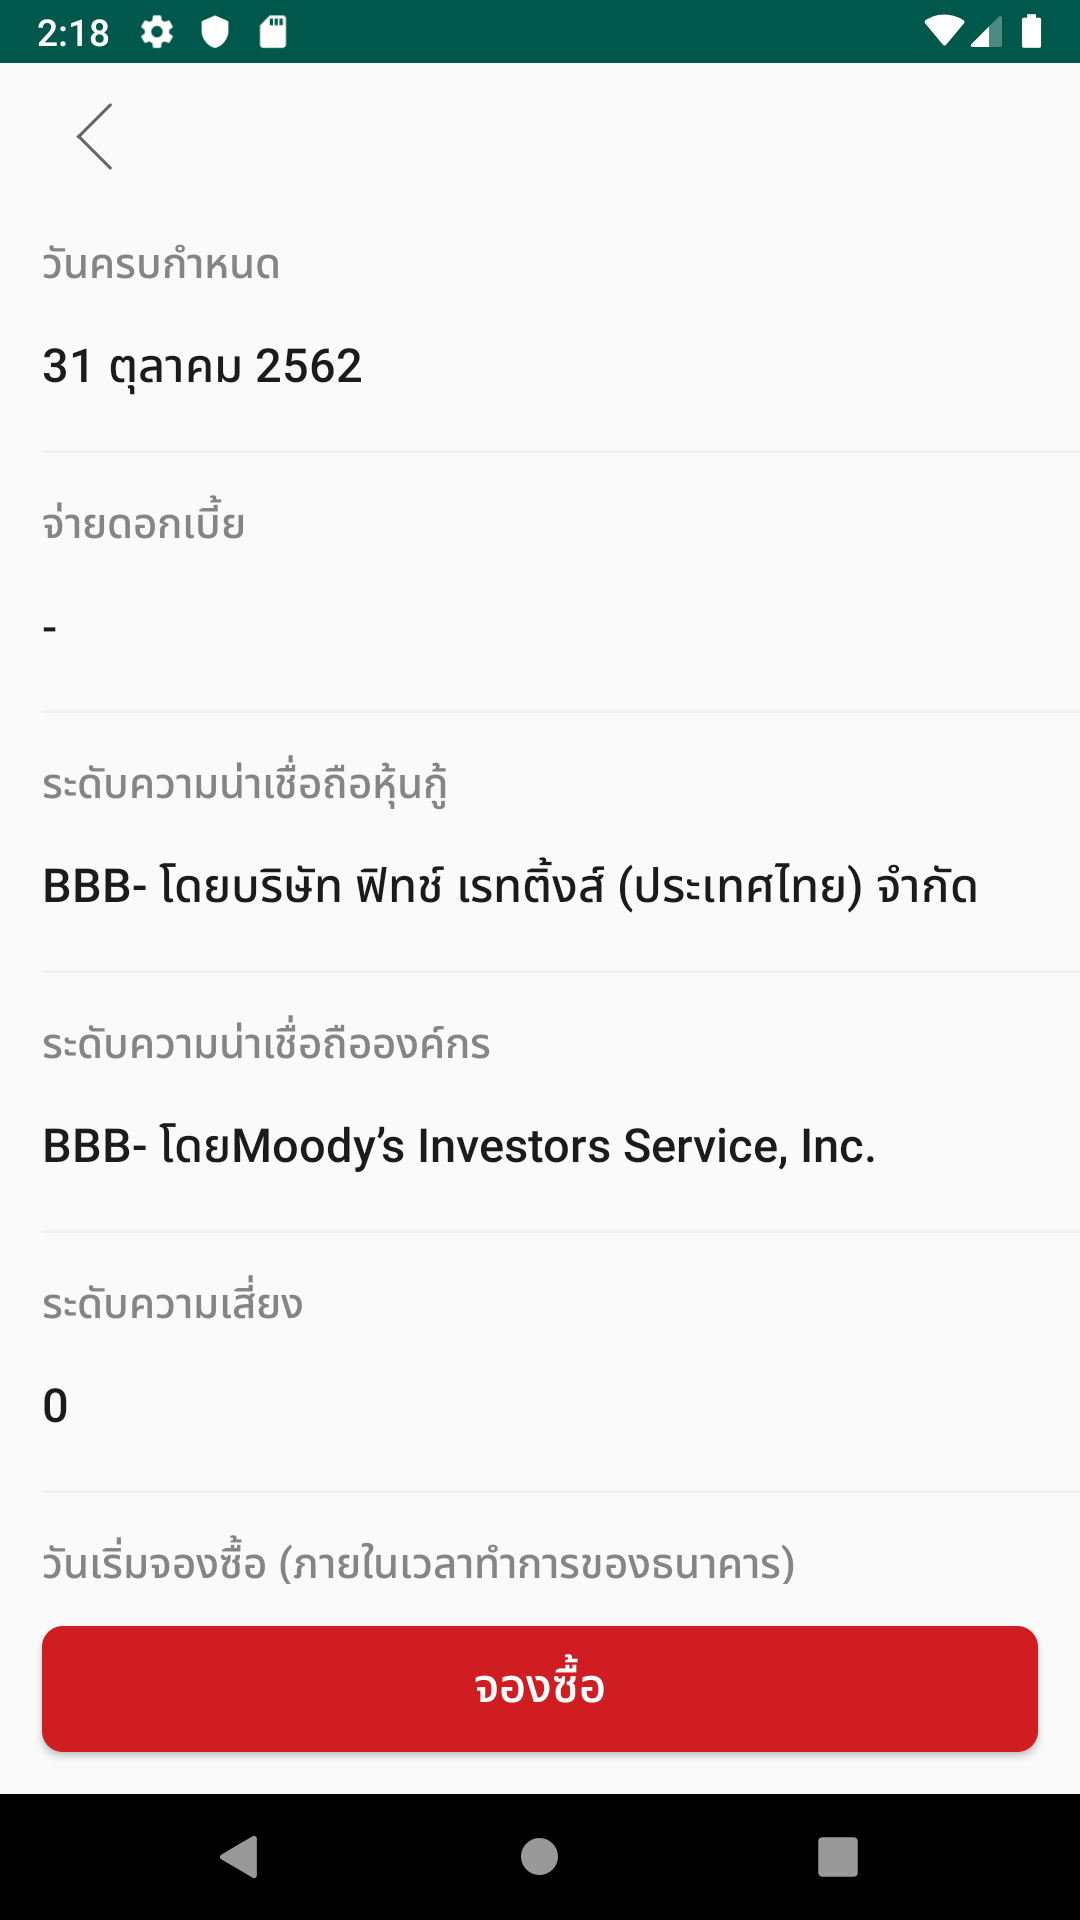 2:18
วันครบกำหนด
31 ตุลาคม 2562
จ่ายดอกเบี้ย
-
ระดับความน่าเชื่อถือหุ้นกู้
BBB- โดยบริษัท ฟิทช์ เรทติ้งส์ (ประเทศไทย) จำกัด
ระดับความน่าเชื่อถือองค์กร
BBB- โดยMoody’s Investors Service, Inc.
ระดับความเสี่ยง
0
วันเริ่มจองซื้อ (ภายในเวลาทำการของธนาคาร)
จองซื้อ